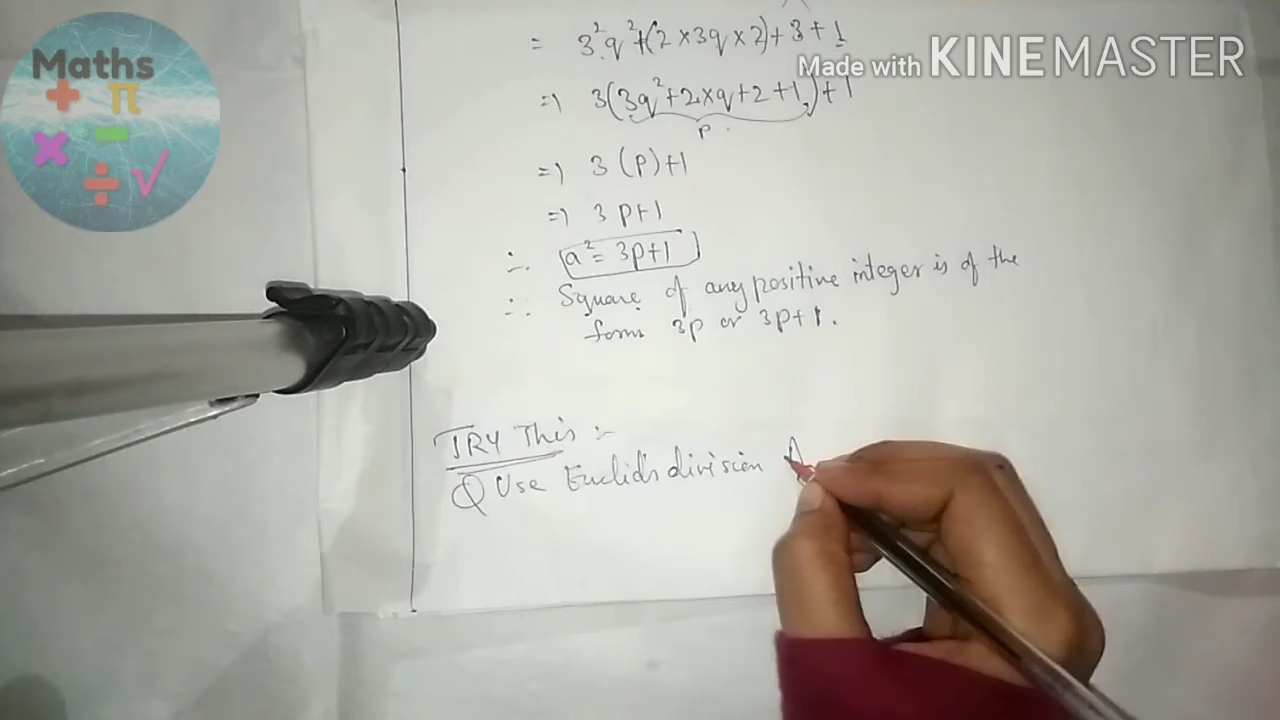 Maths
+ π
× −
÷ √
Made with KINEMASTER
= 3²q²+(2×3q×2)+3+1
⇒ 3(3q²+2×q+2+1)+1
p.
⇒ 3(p)+1
⇒ 3p+1
∴ a²= 3p+1
∴ Square of any positive integer is of the
form 3p or 3p+1.
TRY This :-
Q Use Euclid's division A